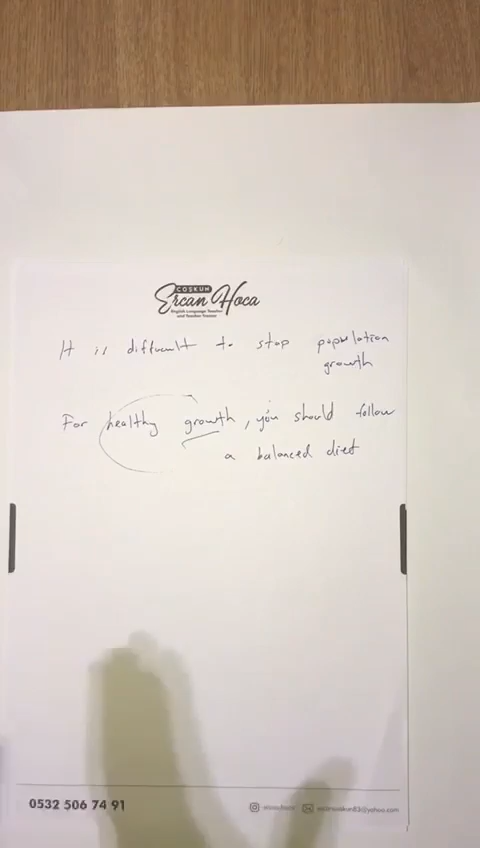 COŞKUN
Ercan Hoca
English Language Teacher
and Teacher Trainer
It is difficult to stop population
growth
For healthy growth, you should follow
a balanced diet
0532 506 74 91